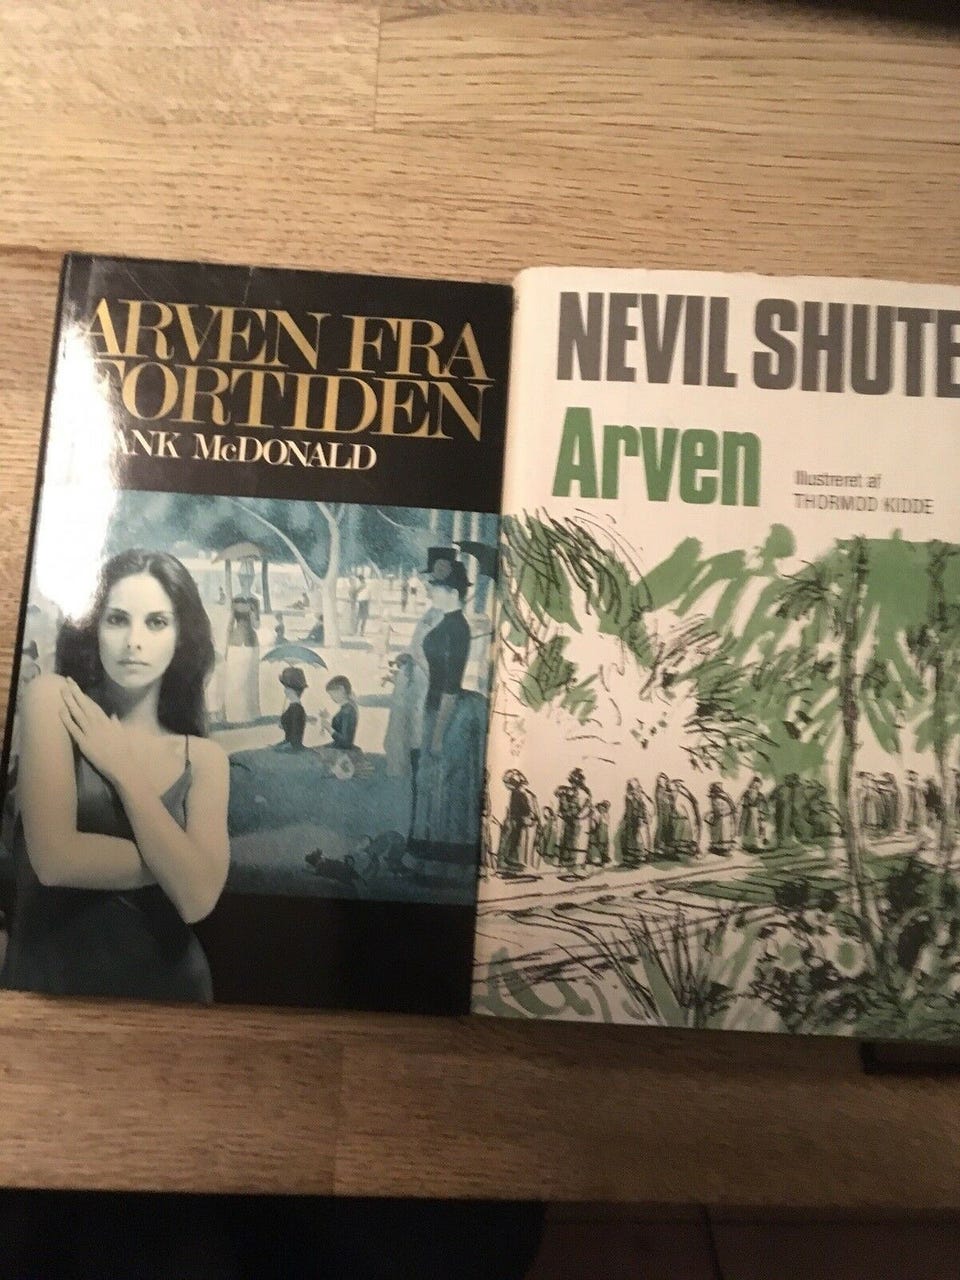 ARVEN FRA
FORTIDEN
ANK McDONALD
NEVIL SHUTE
Arven
Illustreret af
THORMOD KIDDE